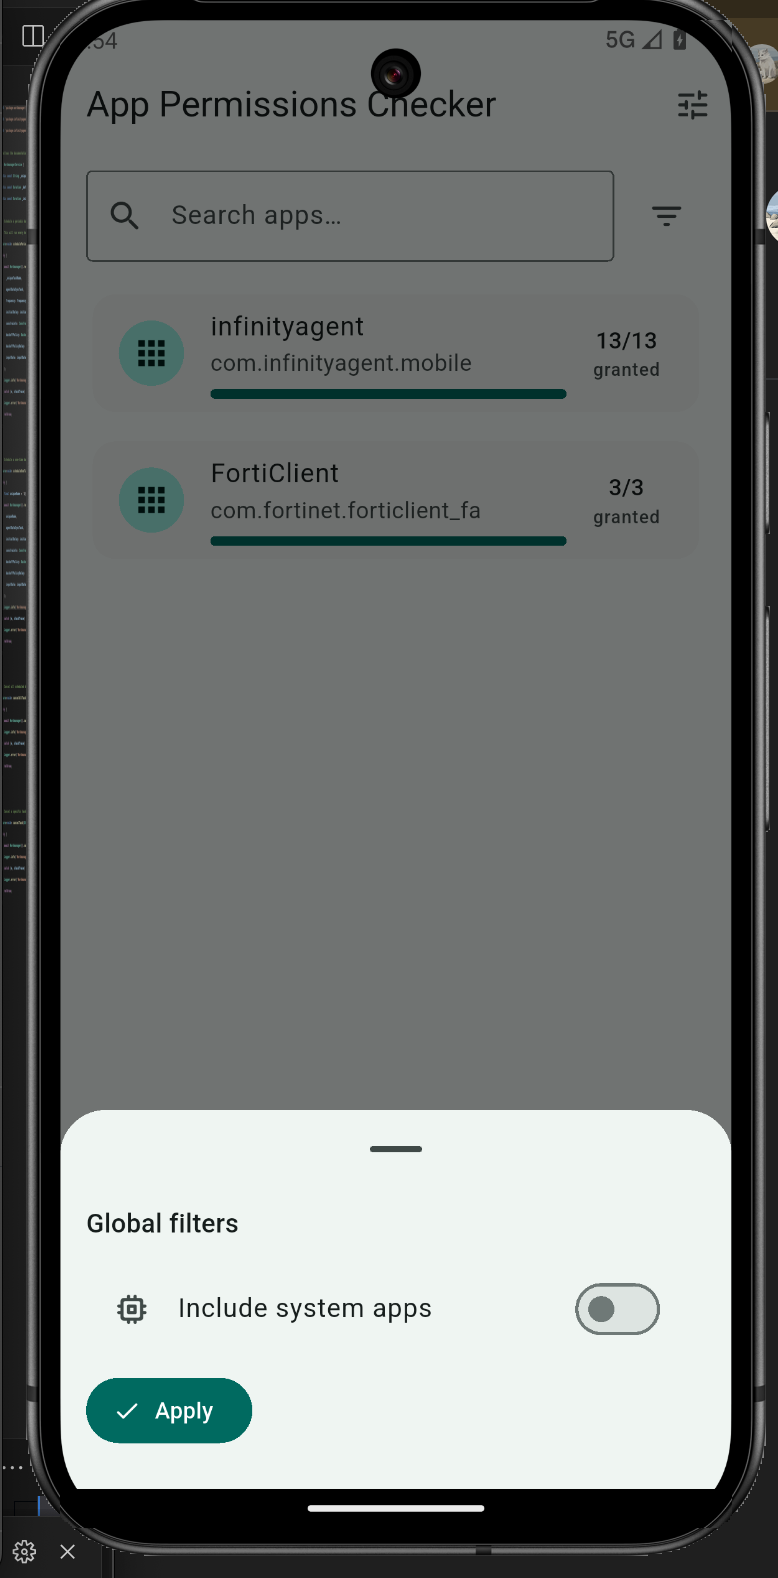 :54
5G
App Permissions Checker
Search apps…
infinityagent
com.infinityagent.mobile
13/13
granted
FortiClient
com.fortinet.forticlient_fa
3/3
granted
Global filters
Include system apps
Apply